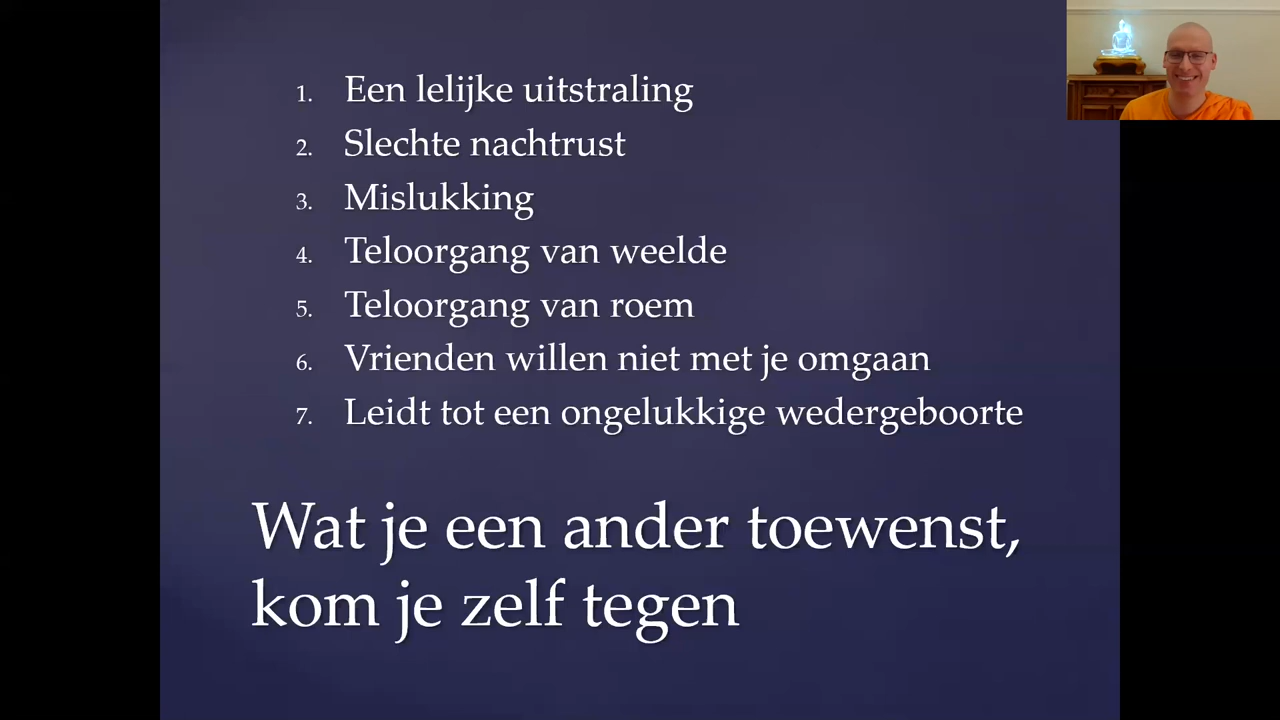 1. Een lelijke uitstraling
2. Slechte nachtrust
3. Mislukking
4. Teloorgang van weelde
5. Teloorgang van roem
6. Vrienden willen niet met je omgaan
7. Leidt tot een ongelukkige wedergeboorte
Wat je een ander toewenst,
kom je zelf tegen